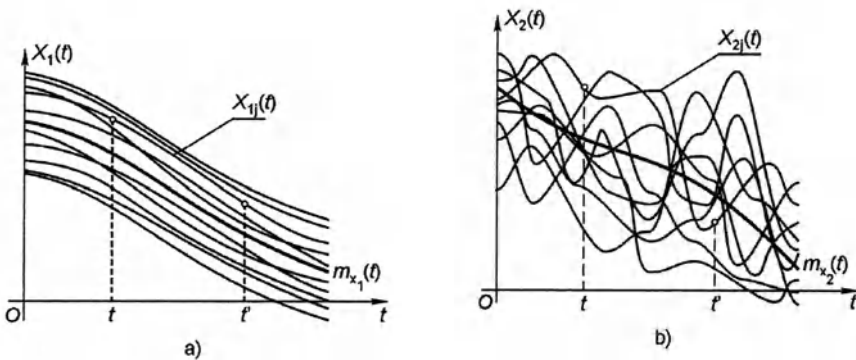 X₁(t)
X₁ⱼ(t)
mₓ₁(t)
O t t' t
a)
X₂(t)
X₂ⱼ(t)
mₓ₂(t)
O t t' t
b)